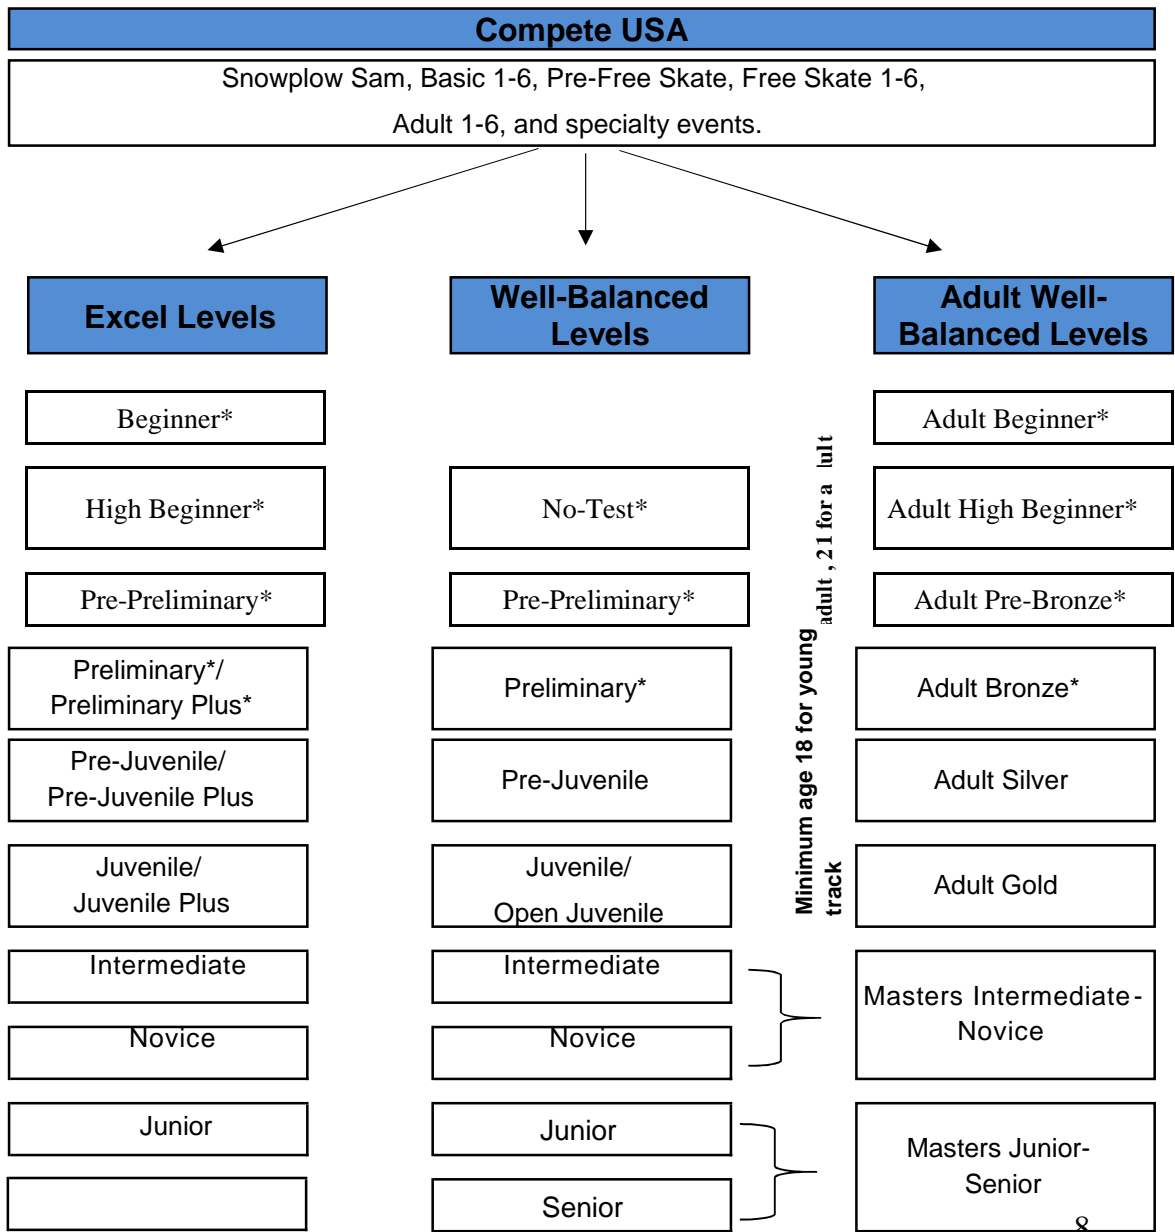 Compete USA
Snowplow Sam, Basic 1-6, Pre-Free Skate, Free Skate 1-6,
Adult 1-6, and specialty events.
Excel Levels
Well-Balanced
Levels
Adult Well-
Balanced Levels
Beginner*
High Beginner*
Pre-Preliminary*
Preliminary*/
Preliminary Plus*
Pre-Juvenile/
Pre-Juvenile Plus
Juvenile/
Juvenile Plus
Intermediate
Novice
Junior
No-Test*
Pre-Preliminary*
Preliminary*
Pre-Juvenile
Juvenile/
Open Juvenile
Intermediate
Novice
Junior
Senior
Minimum age 18 for young
adult , 21 for a lult
track
Adult Beginner*
Adult High Beginner*
Adult Pre-Bronze*
Adult Bronze*
Adult Silver
Adult Gold
Masters Intermediate-
Novice
Masters Junior-
Senior
8